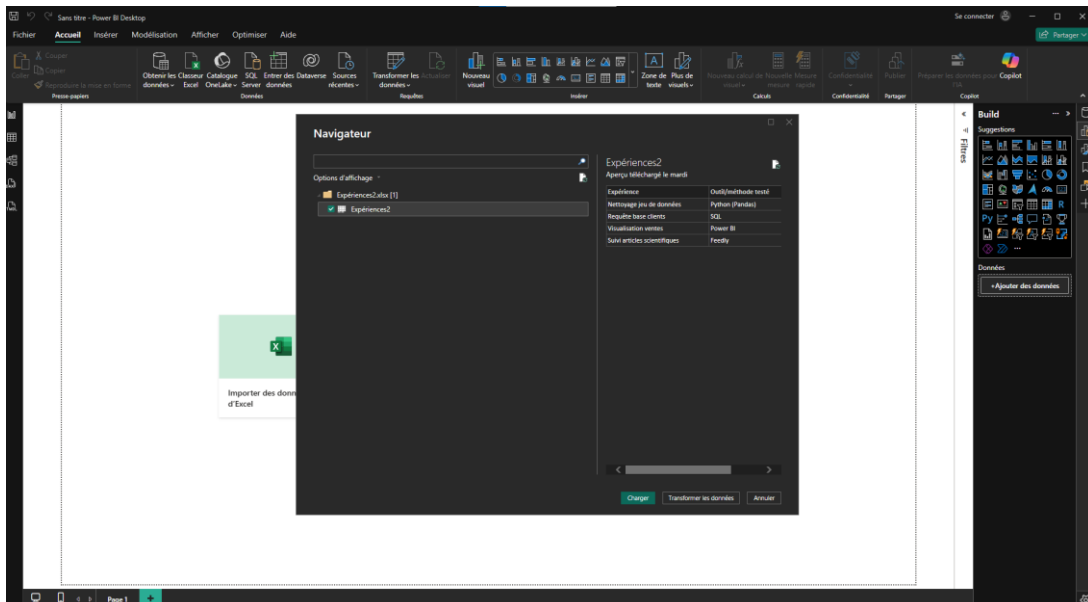 Sans titre - Power BI Desktop
Se connecter
Fichier Accueil Insérer Modélisation Afficher Optimiser Aide
Partager
Coller
Couper
Copier
Reproduire la mise en forme
Presse-papiers
Obtenir les données
Classeur Excel
Catalogue OneLake
SQL Server
Entrer des données
Dataverse
Sources récentes
Données
Transformer les données
Actualiser
Requêtes
Nouveau visuel
A
Zone de texte
Plus de visuels
Insérer
Nouveau calcul de visuel
Nouvelle mesure
Mesure rapide
Calculs
Confidentialité
Confidentialité
Publier
Partager
Préparer les données pour l'IA
Copilot
Copilot
Navigateur
Options d'affichage
Expériences2.xlsx [1]
Expériences2
Expériences2
Aperçu téléchargé le mardi
Expérience Outil/méthode testé
Nettoyage jeu de données Python (Pandas)
Requête base clients SQL
Visualisation ventes Power BI
Suivi articles scientifiques Feedly
Charger Transformer les données Annuler
Importer des donn
d'Excel
Filtres
Build
Suggestions
R
Py
Données
+Ajouter des données
Page 1